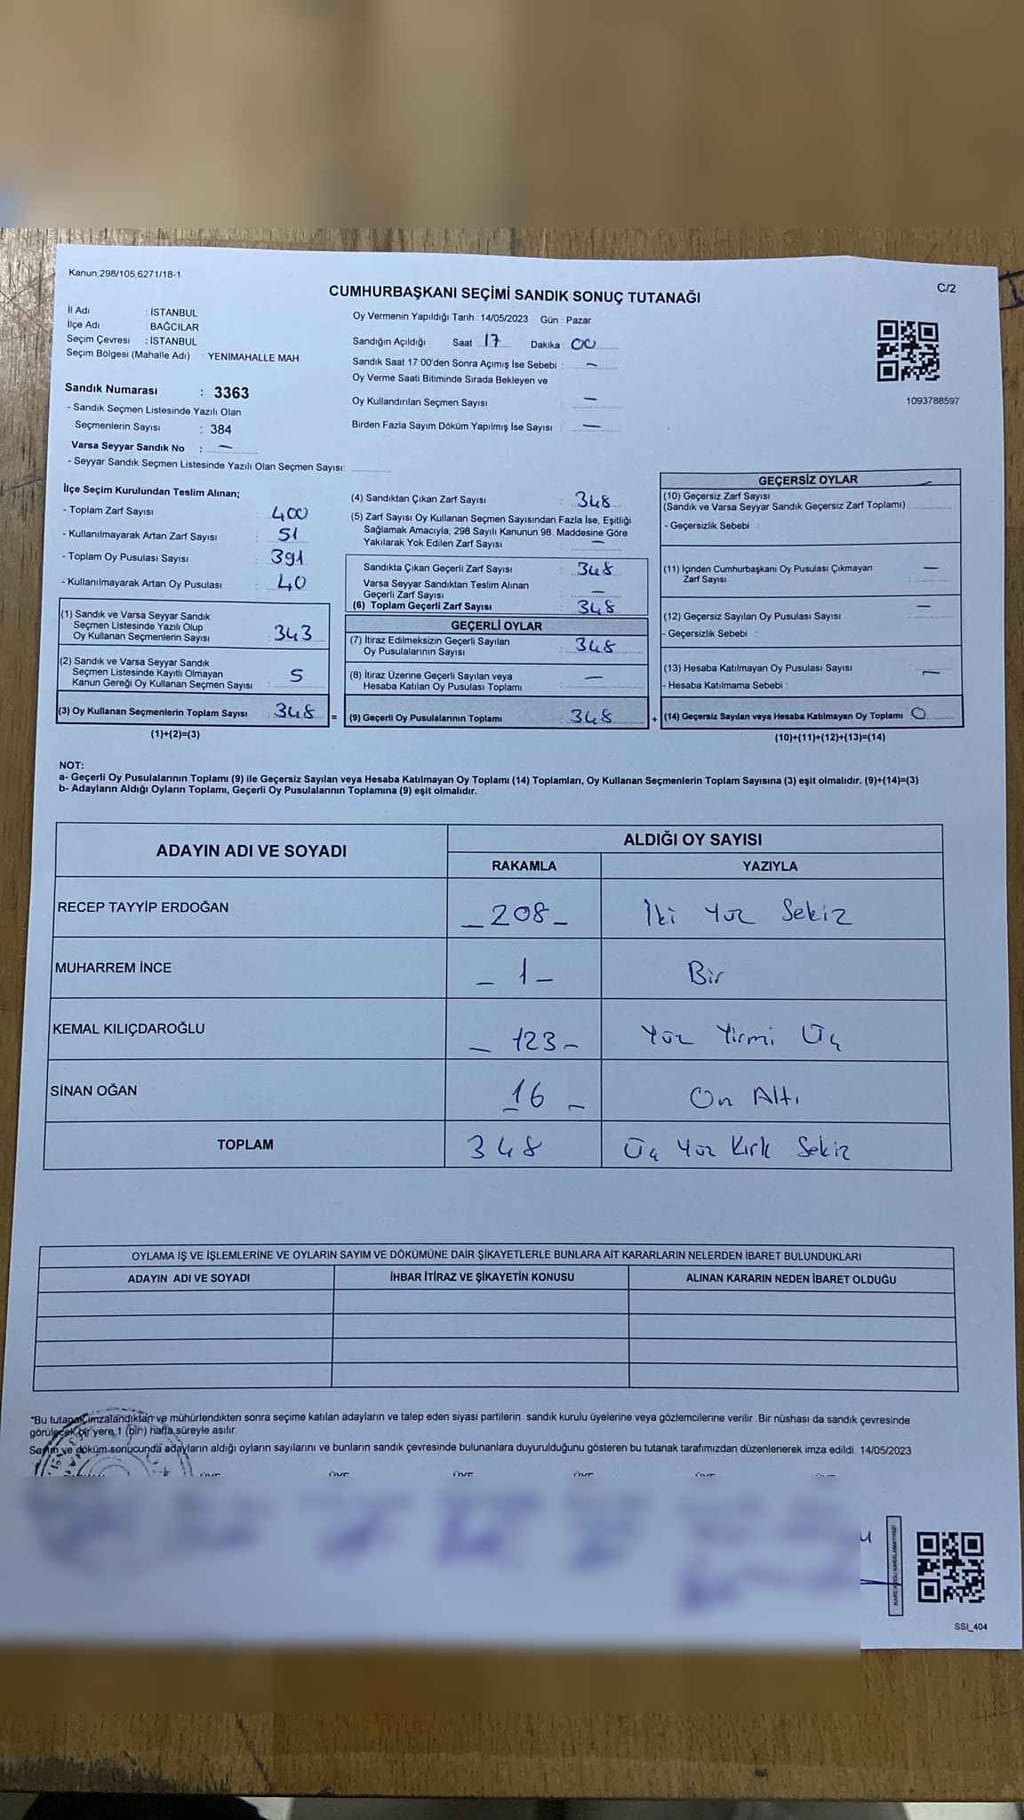 Kanun.298/105,6271/18-1
C/2
CUMHURBAŞKANI SEÇİMİ SANDIK SONUÇ TUTANAĞI
İl Adı : İSTANBUL
İlçe Adı : BAĞCILAR
Seçim Çevresi : İSTANBUL
Seçim Bölgesi (Mahalle Adı) : YENİMAHALLE MAH.
Oy Vermenin Yapıldığı Tarih :14/05/2023 Gün : Pazar
Sandığın Açıldığı Saat 17 Dakika : 00
Sandık Saat 17:00'den Sonra Açımış İse Sebebi : —
Oy Verme Saati Bitiminde Sırada Bekleyen ve
Oy Kullandırılan Seçmen Sayısı : —
Birden Fazla Sayım Döküm Yapılmış İse Sayısı : —
1093788597
Sandık Numarası : 3363
- Sandık Seçmen Listesinde Yazılı Olan
Seçmenlerin Sayısı : 384
Varsa Seyyar Sandık No : —
- Seyyar Sandık Seçmen Listesinde Yazılı Olan Seçmen Sayısı:
İlçe Seçim Kurulundan Teslim Alınan;
- Toplam Zarf Sayısı : 400
- Kullanılmayarak Artan Zarf Sayısı : 51
- Toplam Oy Pusulası Sayısı : 391
- Kullanılmayarak Artan Oy Pusulası : 40
(1) Sandık ve Varsa Seyyar Sandık
Seçmen Listesinde Yazılı Olup
Oy Kullanan Seçmenlerin Sayısı : 343
(2) Sandık ve Varsa Seyyar Sandık
Seçmen Listesinde Kayıtlı Olmayan
Kanun Gereği Oy Kullanan Seçmen Sayısı : 5
(3) Oy Kullanan Seçmenlerin Toplam Sayısı : 348
(1)+(2)=(3)
(4) Sandıktan Çıkan Zarf Sayısı : 348
(5) Zarf Sayısı Oy Kullanan Seçmen Sayısından Fazla İse, Eşitliği
Sağlamak Amacıyla, 298 Sayılı Kanunun 98. Maddesine Göre
Yakılarak Yok Edilen Zarf Sayısı : —
Sandıkta Çıkan Geçerli Zarf Sayısı : 348
Varsa Seyyar Sandıktan Teslim Alınan
Geçerli Zarf Sayısı : —
(6) Toplam Geçerli Zarf Sayısı : 348
GEÇERLİ OYLAR
(7) İtiraz Edilmeksizin Geçerli Sayılan
Oy Pusulalarının Sayısı : 348
(8) İtiraz Üzerine Geçerli Sayılan veya
Hesaba Katılan Oy Pusulası Toplamı : —
= (9) Geçerli Oy Pusulalarının Toplamı : 348
GEÇERSİZ OYLAR
(10) Geçersiz Zarf Sayısı —
(Sandık ve Varsa Seyyar Sandık Geçersiz Zarf Toplamı)
- Geçersizlik Sebebi :
(11) İçinden Cumhurbaşkanı Oy Pusulası Çıkmayan
Zarf Sayısı : —
(12) Geçersiz Sayılan Oy Pusulası Sayısı : —
- Geçersizlik Sebebi :
(13) Hesaba Katılmayan Oy Pusulası Sayısı : —
- Hesaba Katılmama Sebebi :
+ (14) Geçersiz Sayılan veya Hesaba Katılmayan Oy Toplamı : 0
(10)+(11)+(12)+(13)=(14)
NOT:
a- Geçerli Oy Pusulalarının Toplamı (9) ile Geçersiz Sayılan veya Hesaba Katılmayan Oy Toplamı (14) Toplamları, Oy Kullanan Seçmenlerin Toplam Sayısına (3) eşit olmalıdır. (9)+(14)=(3)
b- Adayların Aldığı Oyların Toplamı, Geçerli Oy Pusulalarının Toplamına (9) eşit olmalıdır.
ADAYIN ADI VE SOYADI
ALDIĞI OY SAYISI
RAKAMLA YAZIYLA
RECEP TAYYİP ERDOĞAN — 208 — İki Yüz Sekiz
MUHARREM İNCE — 1 — Bir
KEMAL KILIÇDAROĞLU — 123 — Yüz Yirmi Üç
SİNAN OĞAN — 16 — On Altı
TOPLAM 348 Üç Yüz Kırk Sekiz
OYLAMA İŞ VE İŞLEMLERİNE VE OYLARIN SAYIM VE DÖKÜMÜNE DAİR ŞİKAYETLERLE BUNLARA AİT KARARLARIN NELERDEN İBARET BULUNDUKLARI
ADAYIN ADI VE SOYADI İHBAR İTİRAZ VE ŞİKAYETİN KONUSU ALINAN KARARIN NEDEN İBARET OLDUĞU
"Bu tutanak imzalandıktan ve mühürlendikten sonra seçime katılan adayların ve talep eden siyasi partilerin sandık kurulu üyelerine veya gözlemcilerine verilir. Bir nüshası da sandık çevresinde
görülecek bir yere 1 (bir) hafta süreyle asılır.
Sayım ve döküm sonucunda adayların aldığı oyların sayılarını ve bunların sandık çevresinde bulunanlara duyurulduğunu gösteren bu tutanak tarafımızdan düzenlenerek imza edildi. 14/05/2023
SSt_404